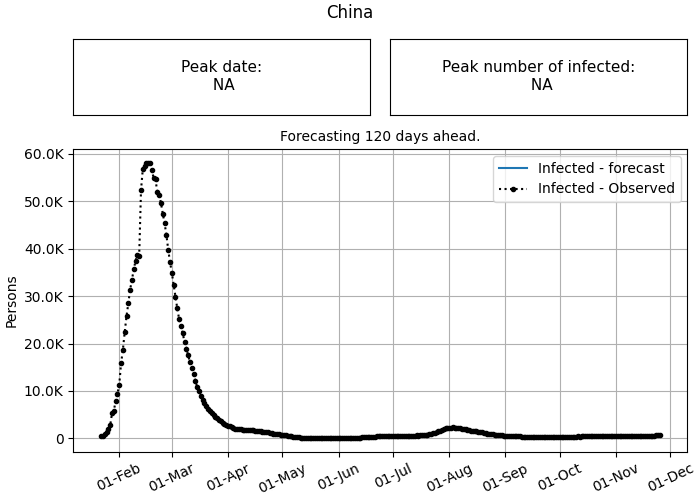 China
Peak date:
NA
Peak number of infected:
NA
Forecasting 120 days ahead.
60.0K
50.0K
40.0K
30.0K
20.0K
10.0K
0
Persons
Infected - forecast
Infected - Observed
01-Feb
01-Mar
01-Apr
01-May
01-Jun
01-Jul
01-Aug
01-Sep
01-Oct
01-Nov
01-Dec